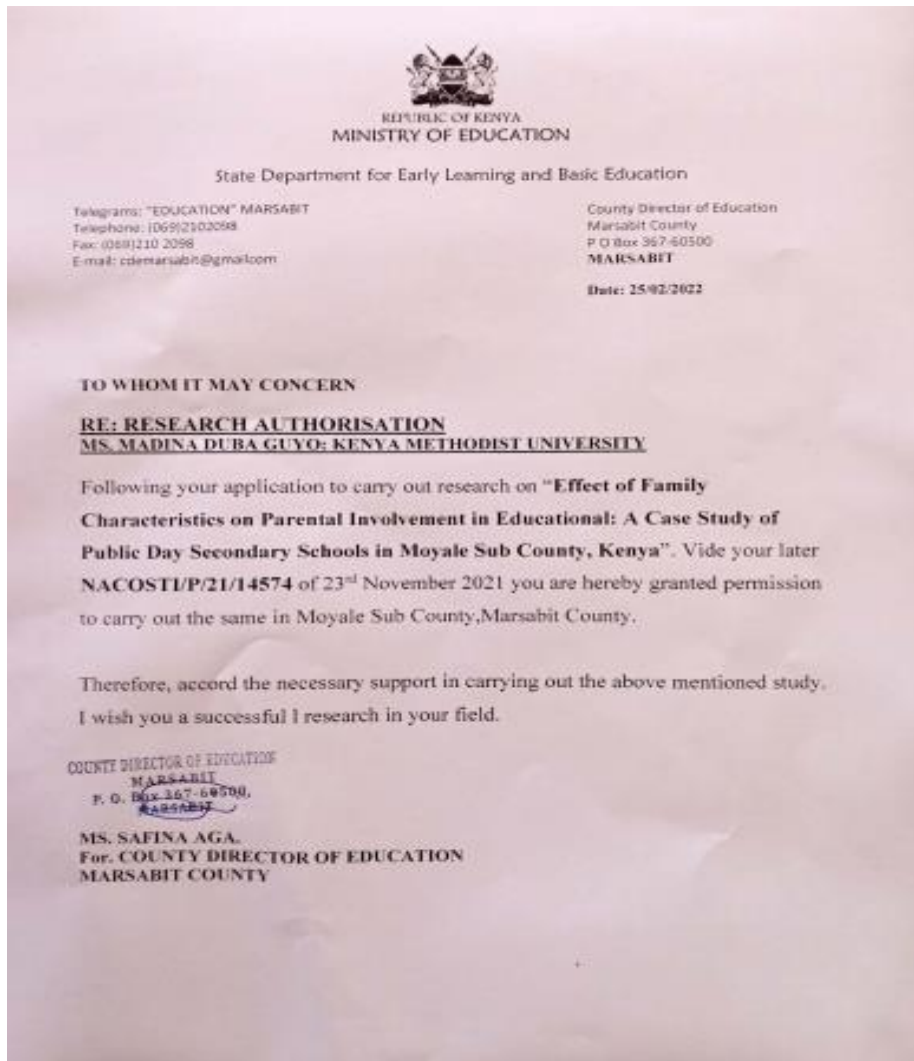 REPUBLIC OF KENYA
MINISTRY OF EDUCATION
State Department for Early Learning and Basic Education
Telegrams: "EDUCATION" MARSABIT
Telephone: (069)2102098
Fax: (069)210 2098
E-mail: cdemarsabit@gmailcom
County Director of Education
Marsabit County
P O Box 367-60500
MARSABIT
Date: 25/02/2022
TO WHOM IT MAY CONCERN
RE: RESEARCH AUTHORISATION
MS. MADINA DUBA GUYO: KENYA METHODIST UNIVERSITY
Following your application to carry out research on "Effect of Family
Characteristics on Parental Involvement in Educational: A Case Study of
Public Day Secondary Schools in Moyale Sub County, Kenya". Vide your later
NACOSTI/P/21/14574 of 23rd November 2021 you are hereby granted permission
to carry out the same in Moyale Sub County,Marsabit County.
Therefore, accord the necessary support in carrying out the above mentioned study.
I wish you a successful l research in your field.
COUNTY DIRECTOR OF EDUCATION
MARSABIT
P. O. Box 367-60500,
MARSABIT
MS. SAFINA AGA.
For. COUNTY DIRECTOR OF EDUCATION
MARSABIT COUNTY